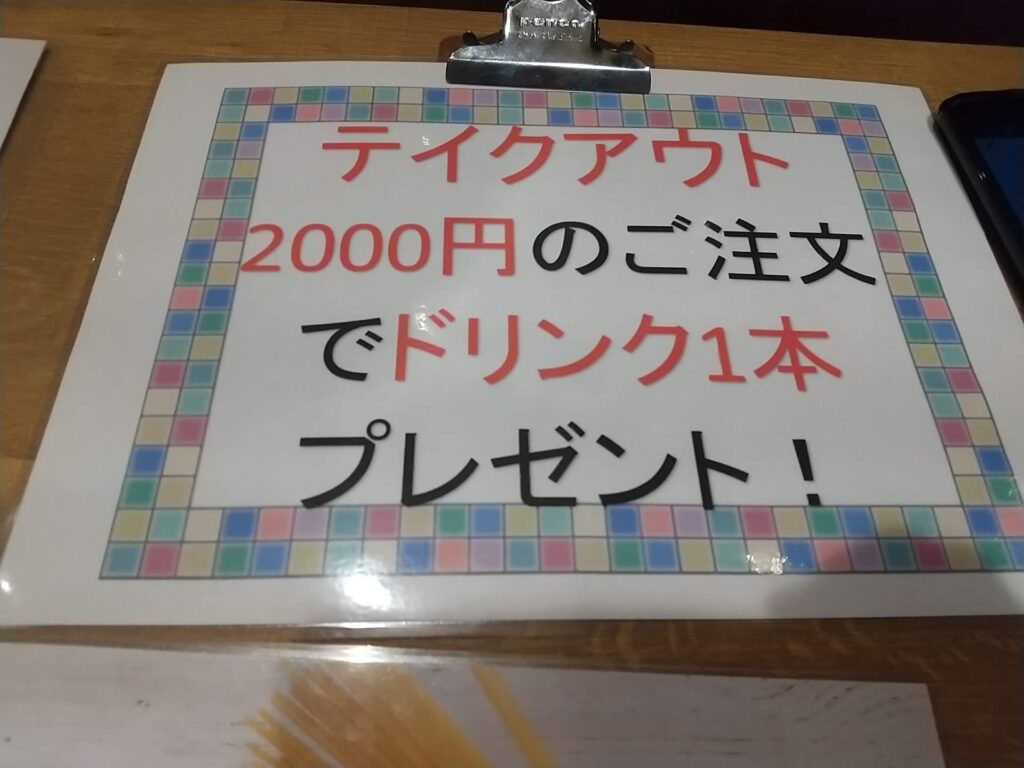 テイクアウト
2000円のご注文
でドリンク1本
プレゼント！